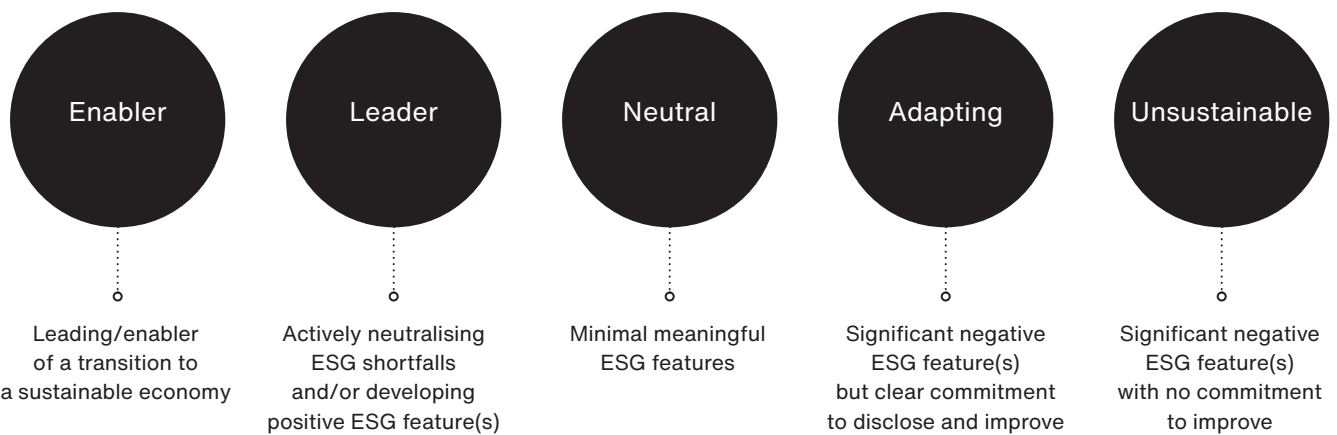 Enabler
Leading/enabler
of a transition to
a sustainable economy
Leader
Actively neutralising
ESG shortfalls
and/or developing
positive ESG feature(s)
Neutral
Minimal meaningful
ESG features
Adapting
Significant negative
ESG feature(s)
but clear commitment
to disclose and improve
Unsustainable
Significant negative
ESG feature(s)
with no commitment
to improve